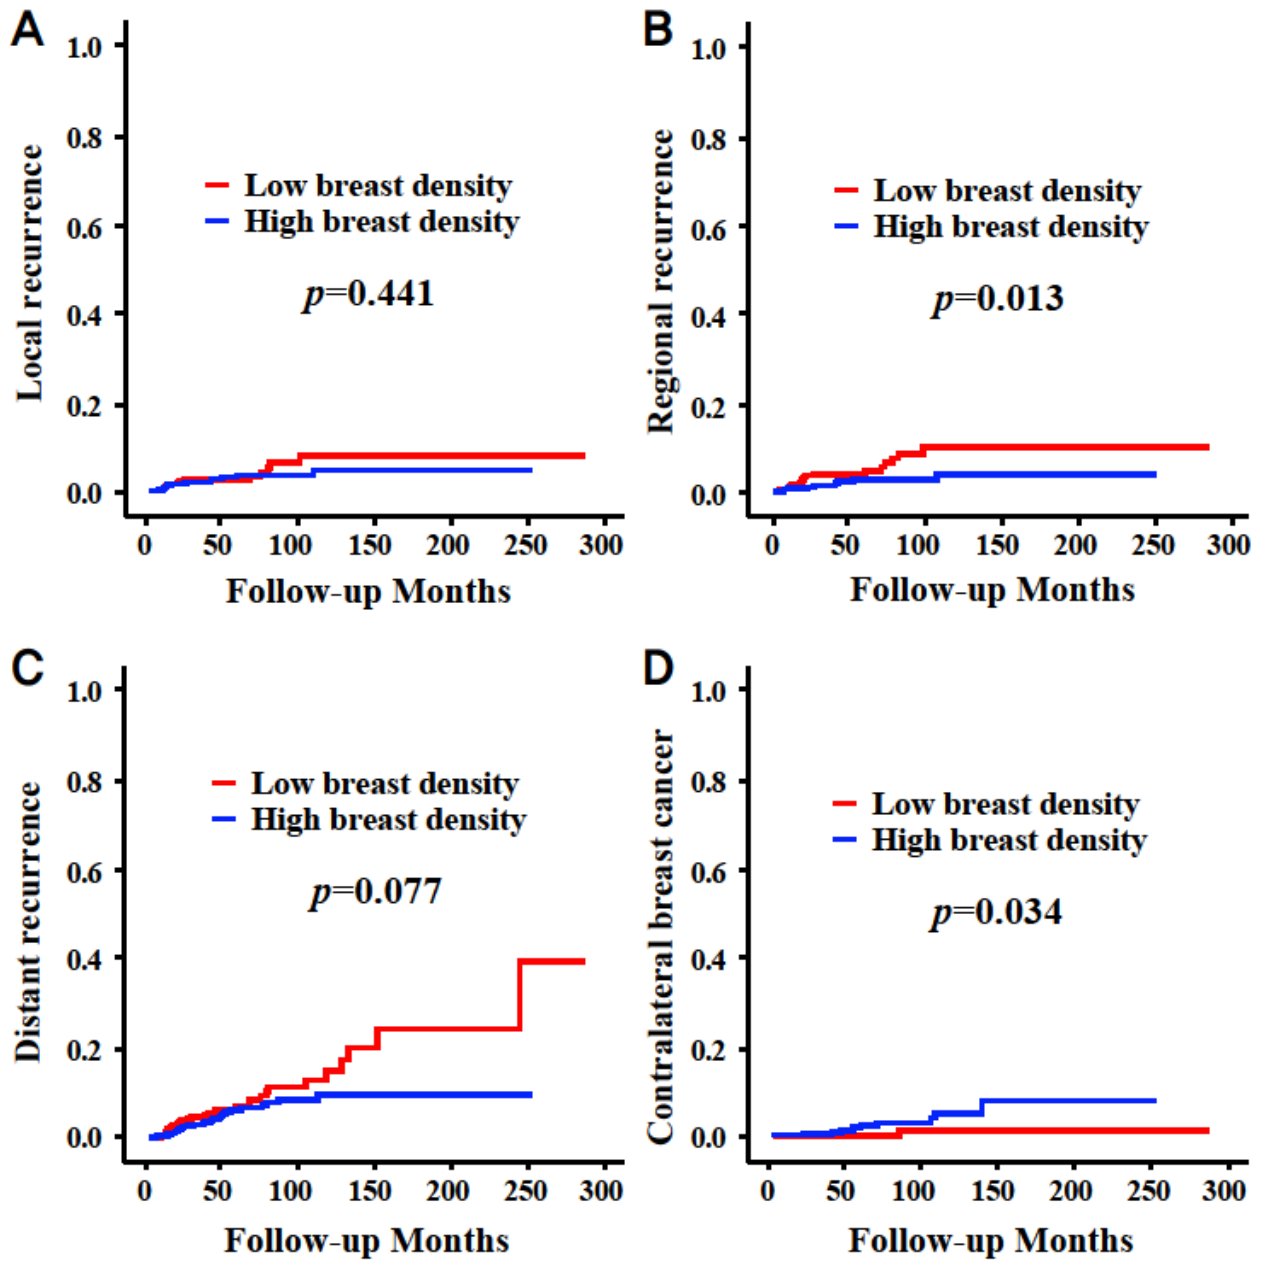 A
1.0
0.8
0.6
0.4
0.2
0.0
Local recurrence
Low breast density
High breast density
p=0.441
0 50 100 150 200 250 300
Follow-up Months
B
1.0
0.8
0.6
0.4
0.2
0.0
Regional recurrence
Low breast density
High breast density
p=0.013
0 50 100 150 200 250 300
Follow-up Months
C
1.0
0.8
0.6
0.4
0.2
0.0
Distant recurrence
Low breast density
High breast density
p=0.077
0 50 100 150 200 250 300
Follow-up Months
D
1.0
0.8
0.6
0.4
0.2
0.0
Contralateral breast cancer
Low breast density
High breast density
p=0.034
0 50 100 150 200 250 300
Follow-up Months